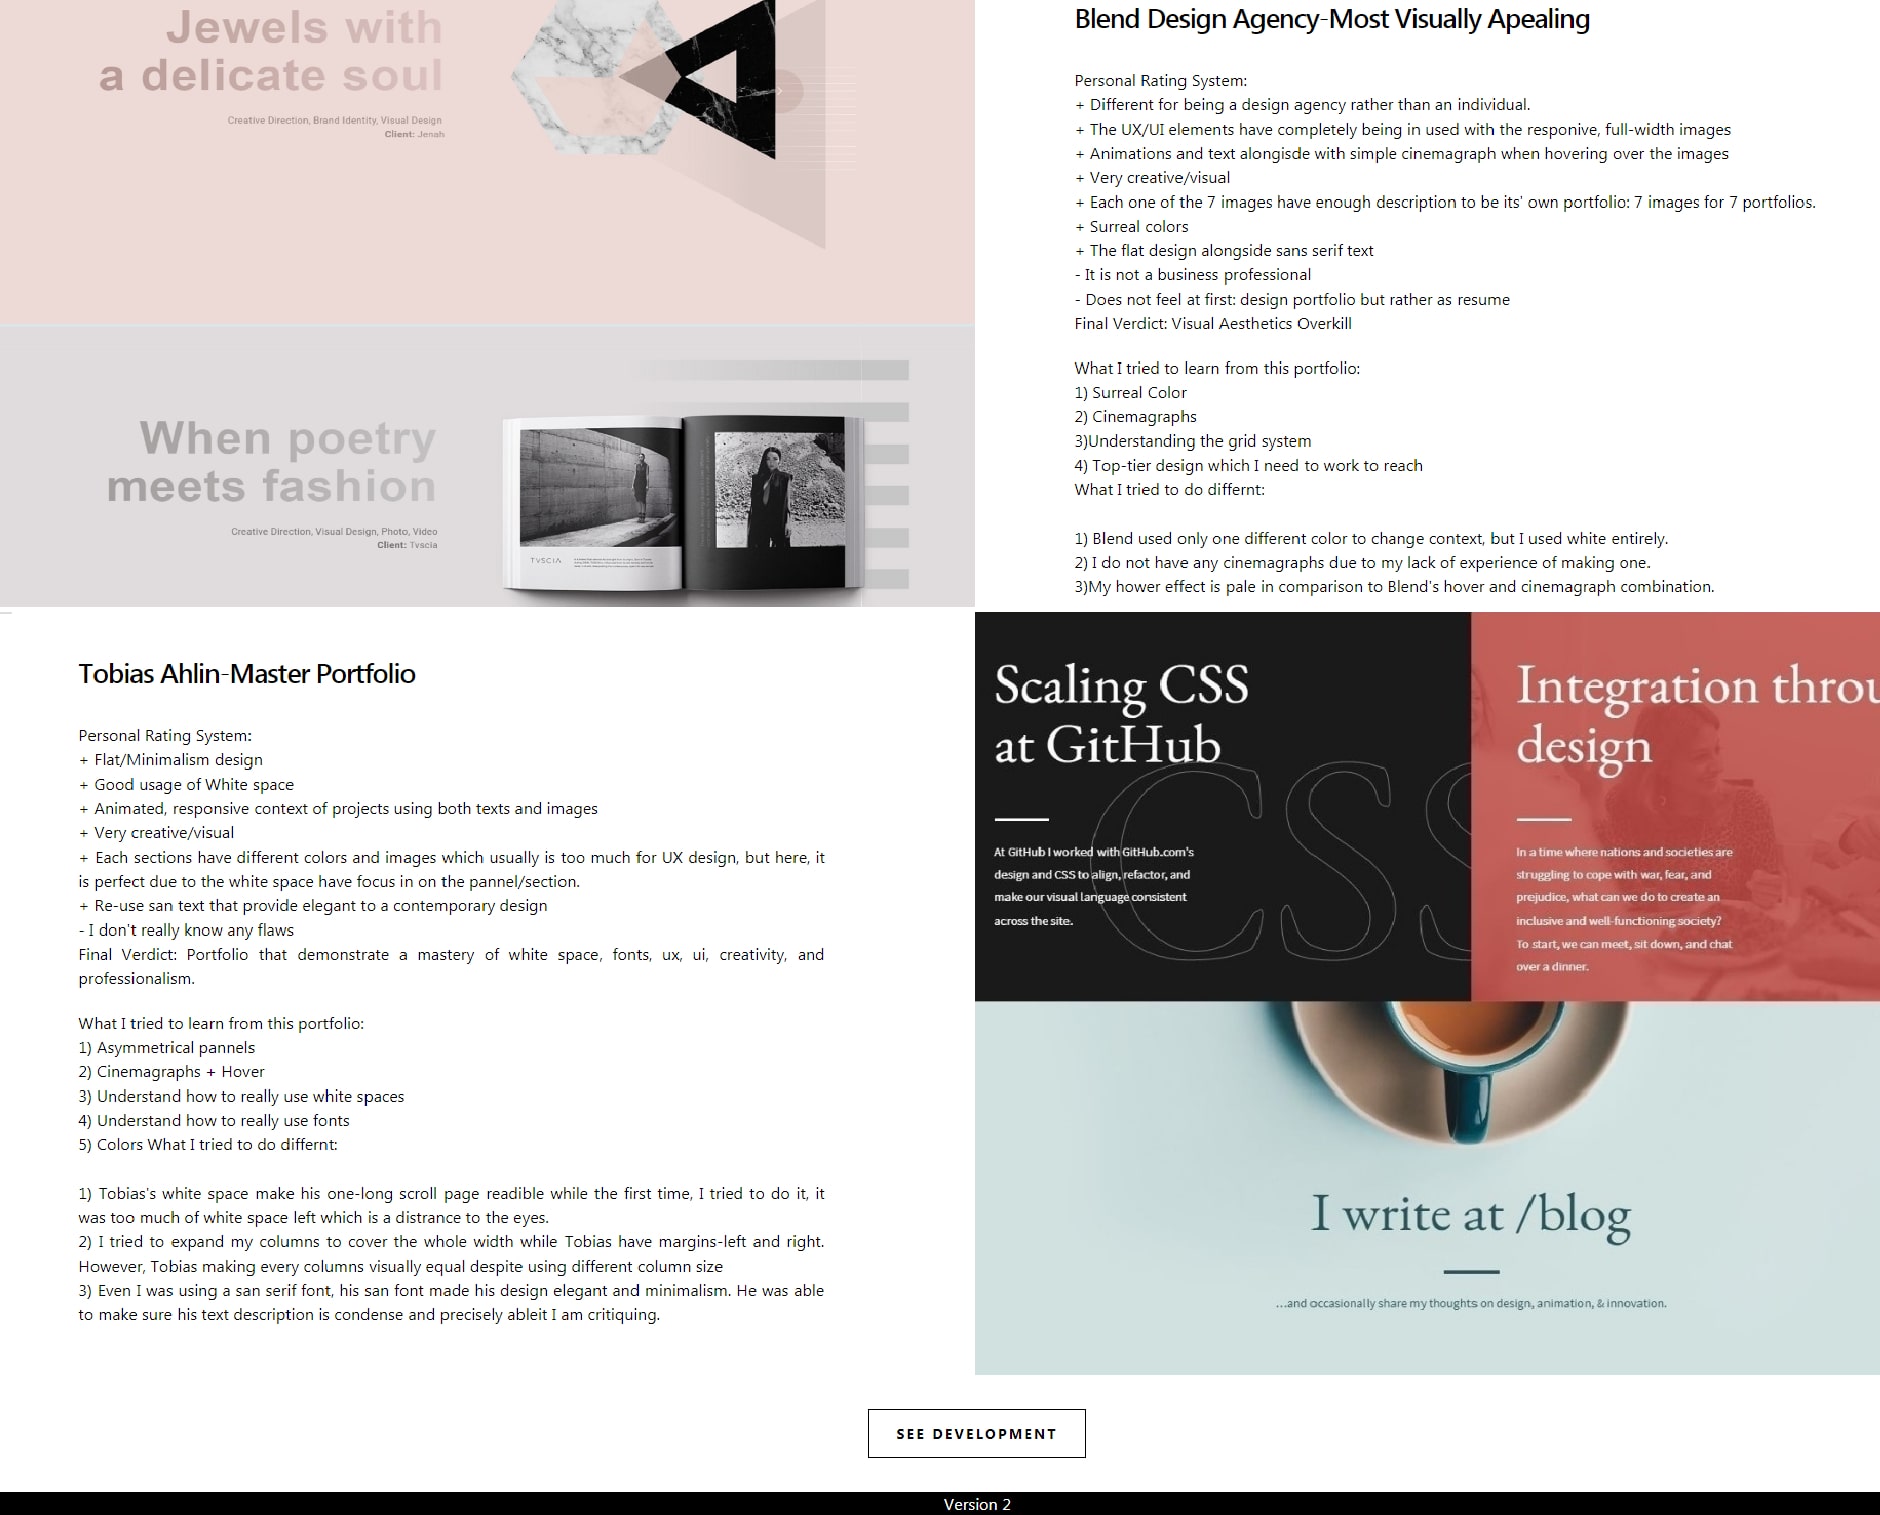 Jewels with
a delicate soul
Creative Direction, Brand Identity, Visual Design
Client: Jenah
When poetry
meets fashion
Creative Direction, Visual Design, Photo, Video
Client: Tvscia
TVSCIA
Blend Design Agency-Most Visually Apealing
Personal Rating System:
+ Different for being a design agency rather than an individual.
+ The UX/UI elements have completely being in used with the responive, full-width images
+ Animations and text alongisde with simple cinemagraph when hovering over the images
+ Very creative/visual
+ Each one of the 7 images have enough description to be its' own portfolio: 7 images for 7 portfolios.
+ Surreal colors
+ The flat design alongside sans serif text
- It is not a business professional
- Does not feel at first: design portfolio but rather as resume
Final Verdict: Visual Aesthetics Overkill
What I tried to learn from this portfolio:
1) Surreal Color
2) Cinemagraphs
3)Understanding the grid system
4) Top-tier design which I need to work to reach
What I tried to do differnt:
1) Blend used only one different color to change context, but I used white entirely.
2) I do not have any cinemagraphs due to my lack of experience of making one.
3)My hower effect is pale in comparison to Blend's hover and cinemagraph combination.
Tobias Ahlin-Master Portfolio
Personal Rating System:
+ Flat/Minimalism design
+ Good usage of White space
+ Animated, responsive context of projects using both texts and images
+ Very creative/visual
+ Each sections have different colors and images which usually is too much for UX design, but here, it
is perfect due to the white space have focus in on the pannel/section.
+ Re-use san text that provide elegant to a contemporary design
- I don't really know any flaws
Final Verdict: Portfolio that demonstrate a mastery of white space, fonts, ux, ui, creativity, and
professionalism.
What I tried to learn from this portfolio:
1) Asymmetrical pannels
2) Cinemagraphs + Hover
3) Understand how to really use white spaces
4) Understand how to really use fonts
5) Colors What I tried to do differnt:
1) Tobias's white space make his one-long scroll page readible while the first time, I tried to do it, it
was too much of white space left which is a distrance to the eyes.
2) I tried to expand my columns to cover the whole width while Tobias have margins-left and right.
However, Tobias making every columns visually equal despite using different column size
3) Even I was using a san serif font, his san font made his design elegant and minimalism. He was able
to make sure his text description is condense and precisely ableit I am critiquing.
Scaling CSS
at GitHub
At GitHub I worked with GitHub.com's
design and CSS to align, refactor, and
make our visual language consistent
across the site.
CSS
Integration throu
design
In a time where nations and societies are
struggling to cope with war, fear, and
prejudice, what can we do to create an
inclusive and well-functioning society?
To start, we can meet, sit down, and chat
over a dinner.
I write at /blog
...and occasionally share my thoughts on design, animation, & innovation.
SEE DEVELOPMENT
Version 2